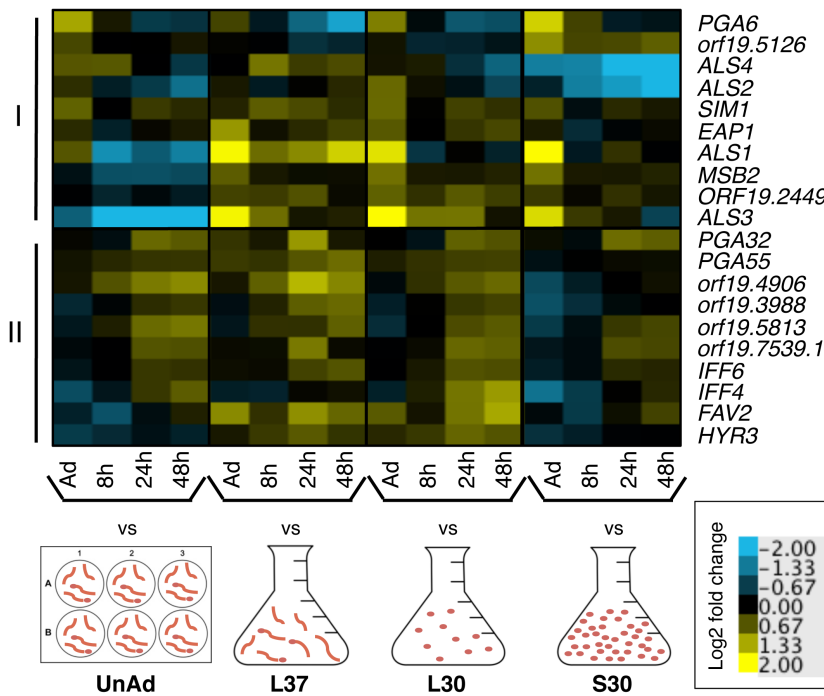 I
II
PGA6
orf19.5126
ALS4
ALS2
SIM1
EAP1
ALS1
MSB2
ORF19.2449
ALS3
PGA32
PGA55
orf19.4906
orf19.3988
orf19.5813
orf19.7539.1
IFF6
IFF4
FAV2
HYR3
Ad 8h 24h 48h Ad 8h 24h 48h Ad 8h 24h 48h Ad 8h 24h 48h
vs vs vs vs
1 2 3
A
B
UnAd L37 L30 S30
Log2 fold change
-2.00
-1.33
-0.67
0.00
0.67
1.33
2.00